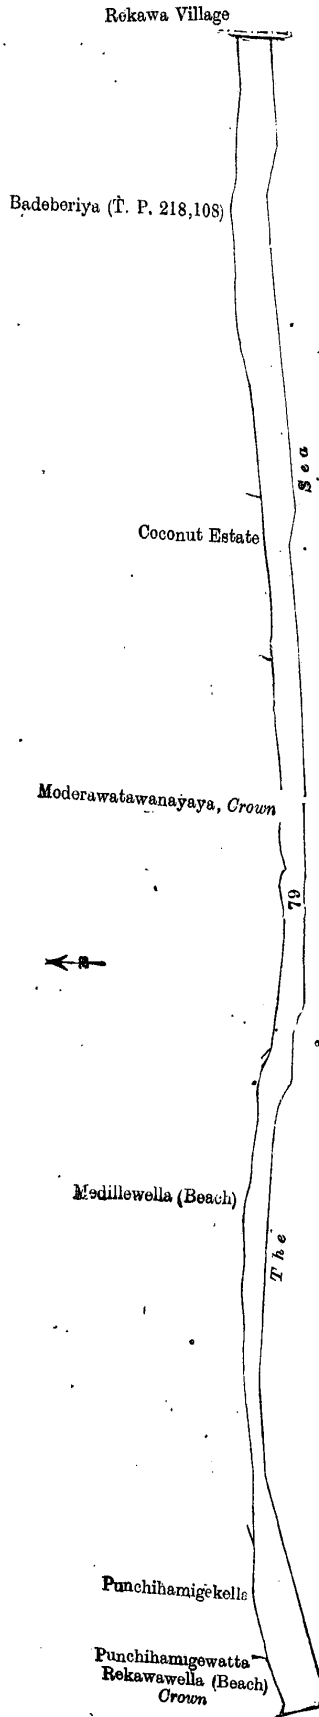 Rekawa Village
Badeberiya (T. P. 218,108)
Sea
Coconut Estate
Moderawatawanayaya, Crown
79
Medillewella (Beach)
The
Punchihamigekella
Punchihamigewatta
Rekawawella (Beach)
Crown